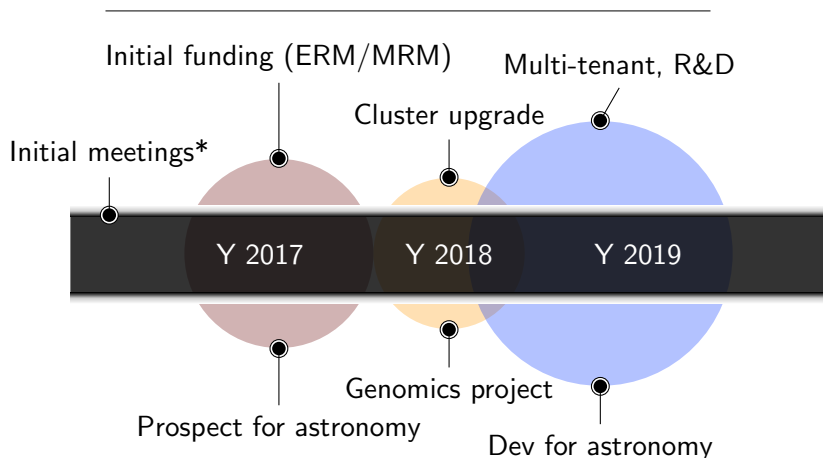 Initial funding (ERM/MRM)
Multi-tenant, R&D
Cluster upgrade
Initial meetings*
Y 2017
Y 2018
Y 2019
Genomics project
Prospect for astronomy
Dev for astronomy